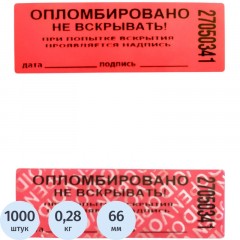 ОПЛОМБИРОВАНО
НЕ ВСКРЫВАТЬ!
ПРИ ПОПЫТКЕ ВСКРЫТИЯ
ПРОЯВЛЯЕТСЯ НАДПИСЬ
дата подпись
27050341
ОПЛОМБИРОВАНО
НЕ ВСКРЫВАТЬ!
27050341
1000
штук
0,28
кг
66
мм